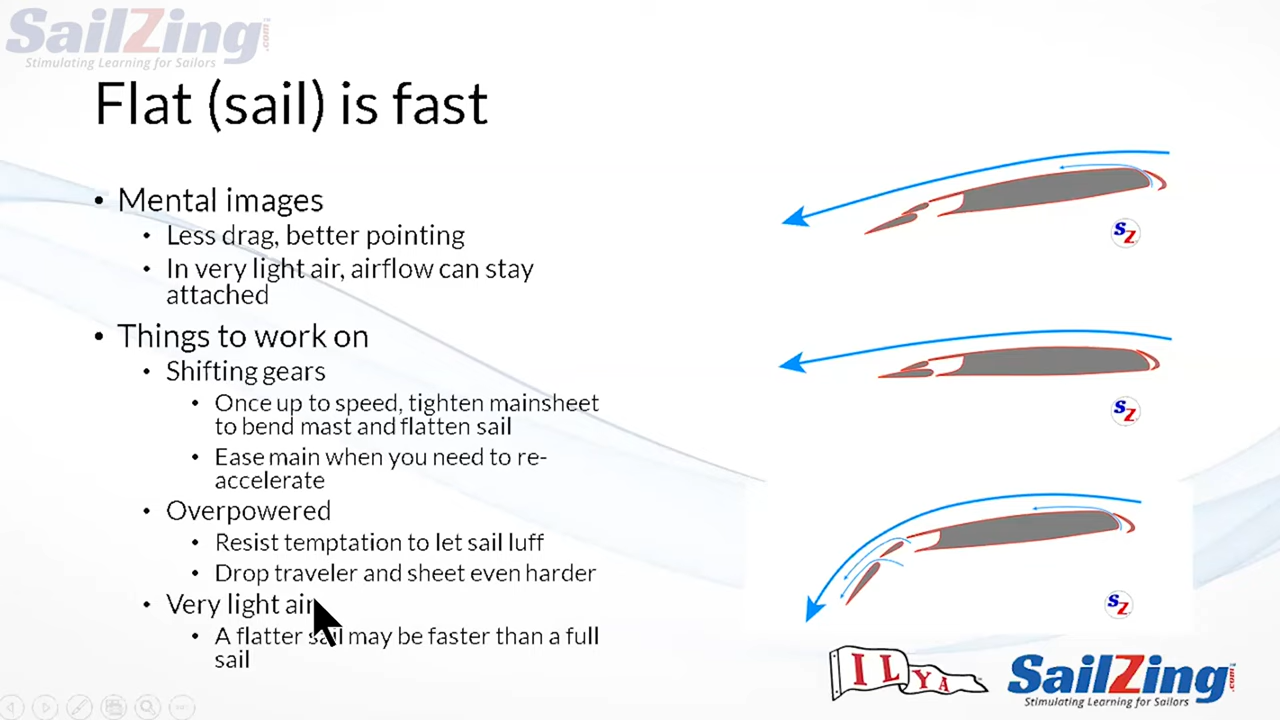 SailZing.com
Stimulating Learning for Sailors
Flat (sail) is fast
• Mental images
• Less drag, better pointing
• In very light air, airflow can stay
attached
• Things to work on
• Shifting gears
• Once up to speed, tighten mainsheet
to bend mast and flatten sail
• Ease main when you need to re-
accelerate
• Overpowered
• Resist temptation to let sail luff
• Drop traveler and sheet even harder
• Very light air
• A flatter sail may be faster than a full
sail
SZ
SZ
SZ
ILYA
SailZing.com
Stimulating Learning for Sailors